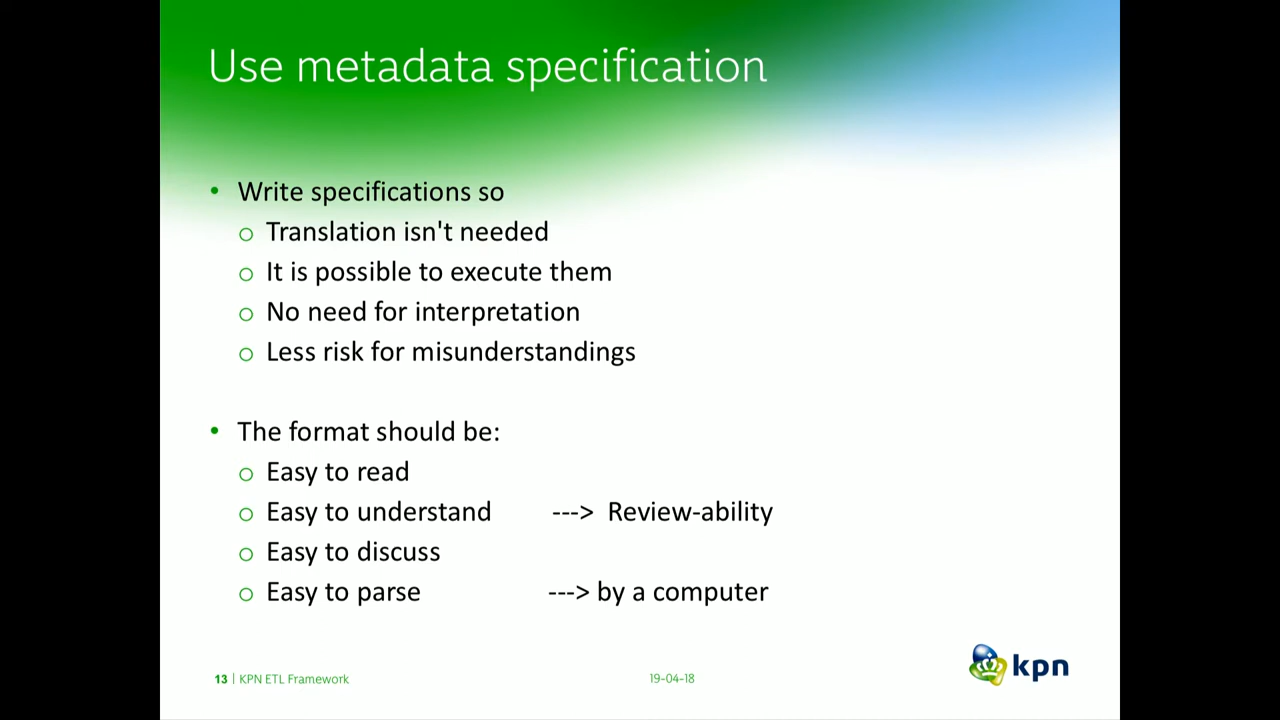 Use metadata specification
• Write specifications so
o Translation isn't needed
o It is possible to execute them
o No need for interpretation
o Less risk for misunderstandings
• The format should be:
o Easy to read
o Easy to understand ---> Review-ability
o Easy to discuss
o Easy to parse ---> by a computer
13 | KPN ETL Framework 19-04-18
kpn